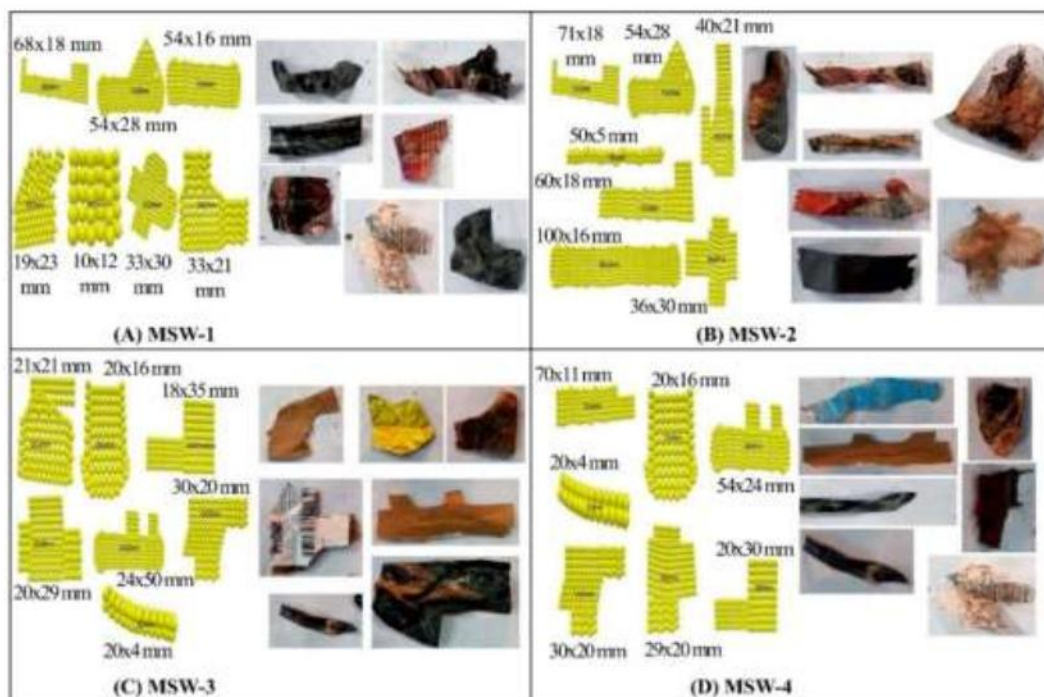 68x18 mm
54x16 mm
54x28 mm
19x23
mm
10x12
mm
33x30
mm
33x21
mm
(A) MSW-1
71x18
mm
54x28
mm
40x21 mm
50x5 mm
60x18 mm
100x16 mm
36x30 mm
(B) MSW-2
21x21 mm
20x16 mm
18x35 mm
30x20 mm
20x29 mm
24x50 mm
20x4 mm
(C) MSW-3
70x11 mm
20x16 mm
20x4 mm
54x24 mm
20x30 mm
30x20 mm
29x20 mm
(D) MSW-4